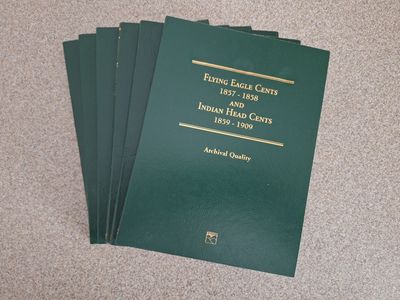 Flying Eagle Cents
1857 - 1858
and
Indian Head Cents
1859 - 1909
Archival Quality